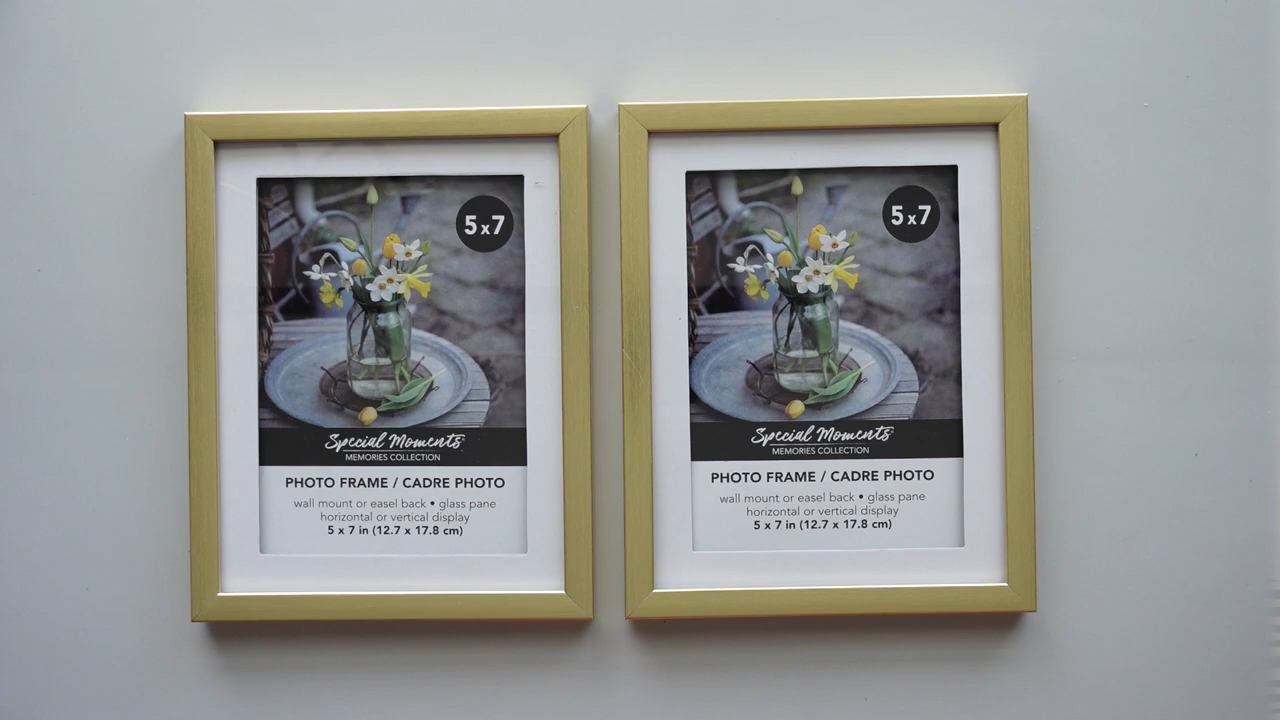 5x7
Special Moments
MEMORIES COLLECTION
PHOTO FRAME / CADRE PHOTO
wall mount or easel back • glass pane
horizontal or vertical display
5 x 7 in (12.7 x 17.8 cm)
5x7
Special Moments
MEMORIES COLLECTION
PHOTO FRAME / CADRE PHOTO
wall mount or easel back • glass pane
horizontal or vertical display
5 x 7 in (12.7 x 17.8 cm)